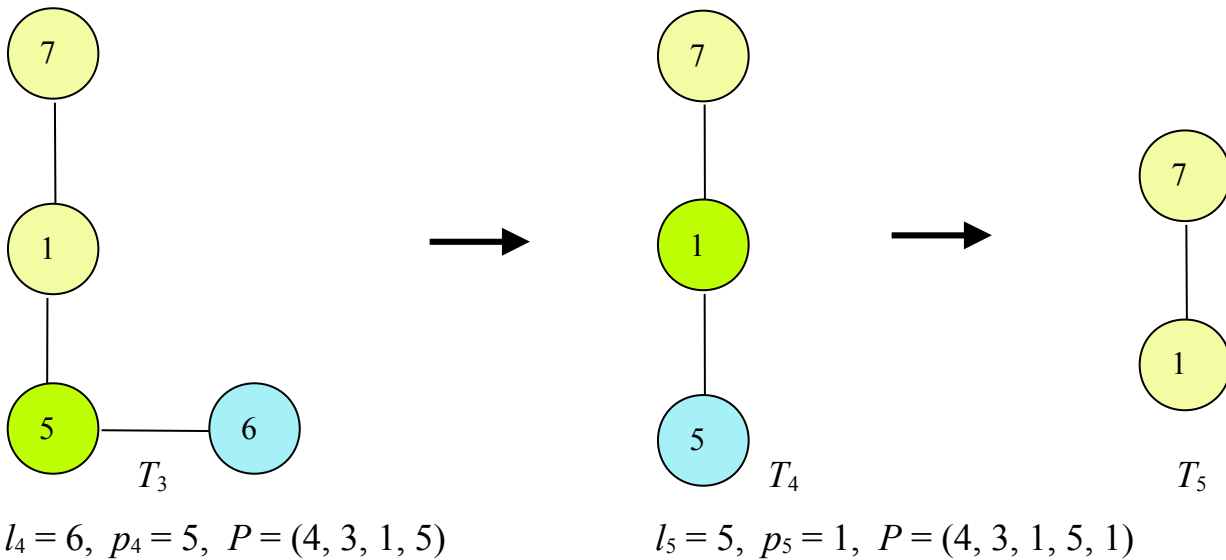 7
1
5 6
T₃
7
1
5
T₄
7
1
T₅
l₄ = 6, p₄ = 5, P = (4, 3, 1, 5)
l₅ = 5, p₅ = 1, P = (4, 3, 1, 5, 1)